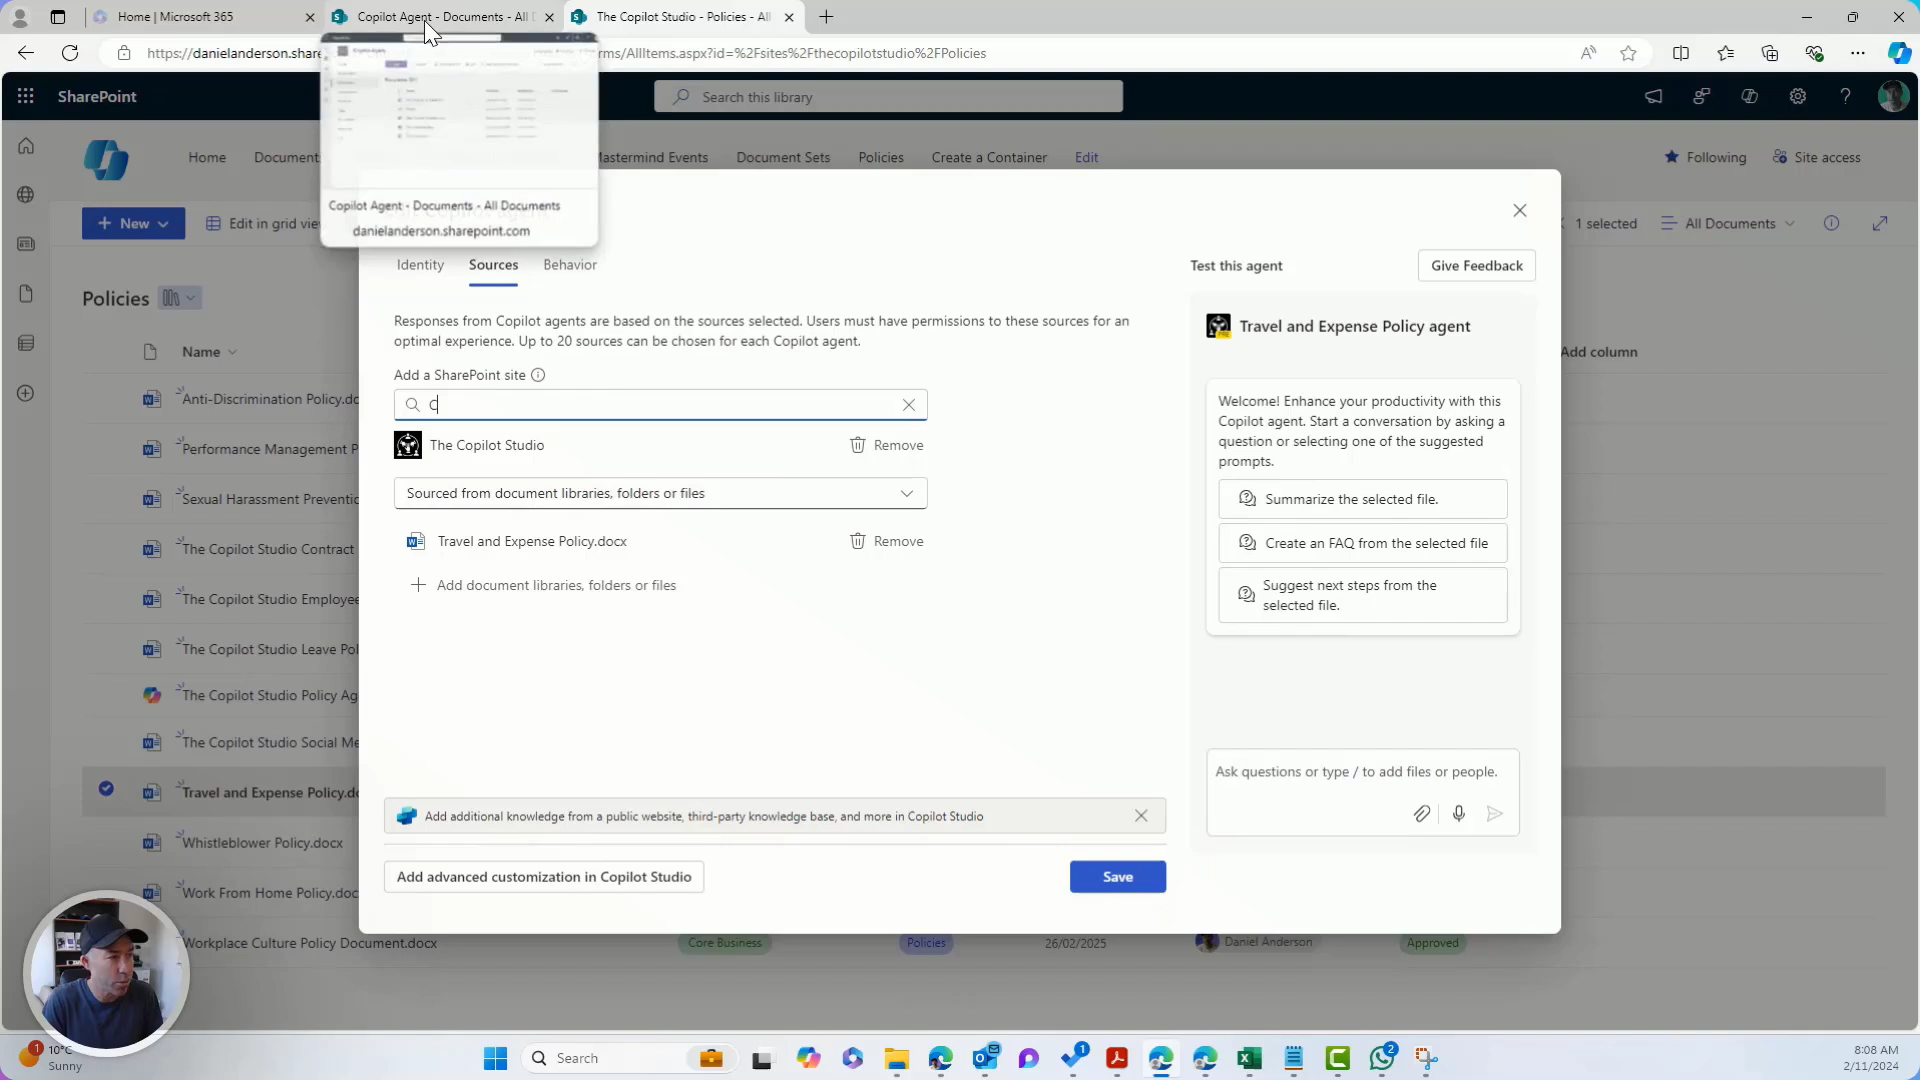 Home | Microsoft 365
Copilot Agent - Documents - All D
The Copilot Studio - Policies - All
https://danielanderson.share
rms/AllItems.aspx?id=%2Fsites%2Fthecopilotstudio%2FPolicies
SharePoint
Search this library
Home
Document
Mastermind Events
Document Sets
Policies
Create a Container
Edit
Following
Site access
Copilot Agent - Documents - All Documents
danielanderson.sharepoint.com
New
Edit in grid vie
1 selected
All Documents
Identity
Sources
Behavior
Test this agent
Give Feedback
Policies
Responses from Copilot agents are based on the sources selected. Users must have permissions to these sources for an
optimal experience. Up to 20 sources can be chosen for each Copilot agent.
Travel and Expense Policy agent
Name
Add column
Add a SharePoint site
C
The Copilot Studio
Remove
Sourced from document libraries, folders or files
Travel and Expense Policy.docx
Remove
Add document libraries, folders or files
Welcome! Enhance your productivity with this
Copilot agent. Start a conversation by asking a
question or selecting one of the suggested
prompts.
Summarize the selected file.
Create an FAQ from the selected file
Suggest next steps from the
selected file.
Ask questions or type / to add files or people.
Anti-Discrimination Policy.do
Performance Management P
Sexual Harassment Preventio
The Copilot Studio Contract
The Copilot Studio Employee
The Copilot Studio Leave Pol
The Copilot Studio Policy Ag
The Copilot Studio Social Me
Travel and Expense Policy.do
Whistleblower Policy.docx
Work From Home Policy.doc
Workplace Culture Policy Document.docx
Core Business
Policies
26/02/2025
Daniel Anderson
Approved
Add additional knowledge from a public website, third-party knowledge base, and more in Copilot Studio
Add advanced customization in Copilot Studio
Save
1
10°C
Sunny
Search
1
2
8:08 AM
2/11/2024